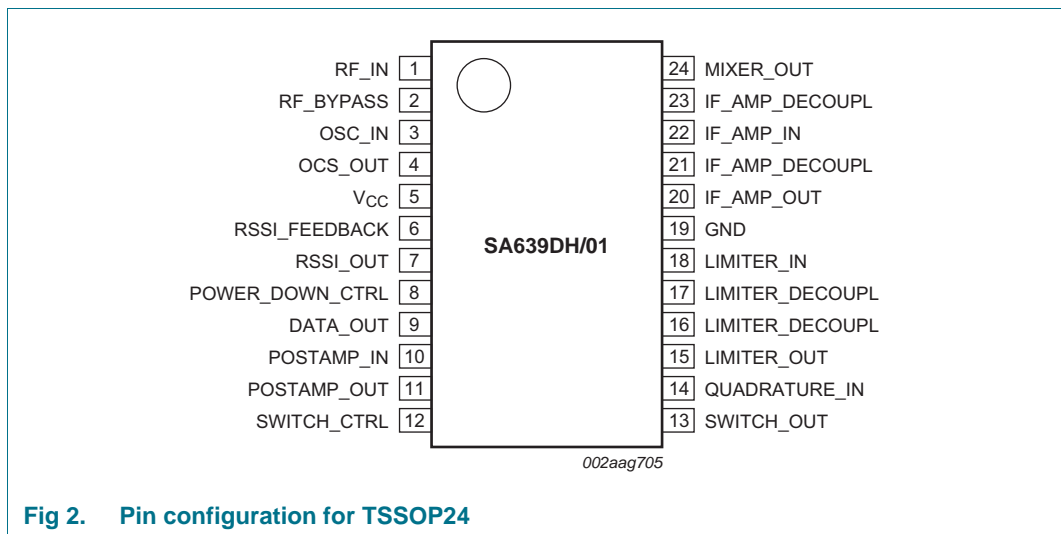 RF_IN 1
RF_BYPASS 2
OSC_IN 3
OCS_OUT 4
VCC 5
RSSI_FEEDBACK 6
RSSI_OUT 7
POWER_DOWN_CTRL 8
DATA_OUT 9
POSTAMP_IN 10
POSTAMP_OUT 11
SWITCH_CTRL 12
SA639DH/01
24 MIXER_OUT
23 IF_AMP_DECOUPL
22 IF_AMP_IN
21 IF_AMP_DECOUPL
20 IF_AMP_OUT
19 GND
18 LIMITER_IN
17 LIMITER_DECOUPL
16 LIMITER_DECOUPL
15 LIMITER_OUT
14 QUADRATURE_IN
13 SWITCH_OUT
002aag705
Fig 2. Pin configuration for TSSOP24